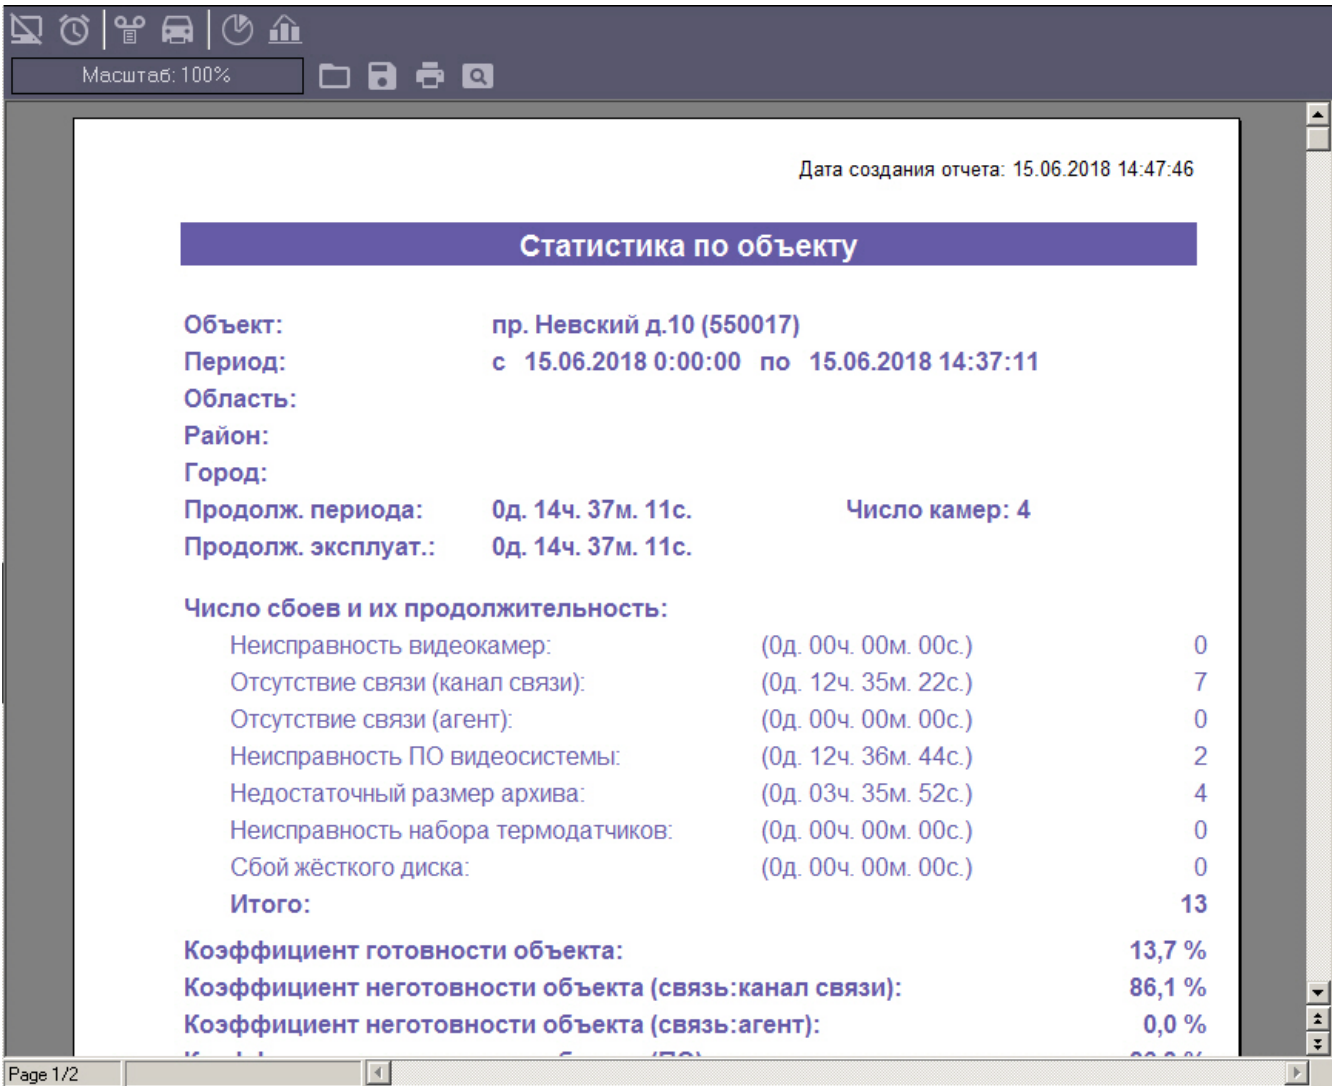 Масштаб: 100%
Дата создания отчета: 15.06.2018 14:47:46
Статистика по объекту
Объект: пр. Невский д.10 (550017)
Период: с 15.06.2018 0:00:00 по 15.06.2018 14:37:11
Область:
Район:
Город:
Продолж. периода: 0д. 14ч. 37м. 11с. Число камер: 4
Продолж. эксплуат.: 0д. 14ч. 37м. 11с.
Число сбоев и их продолжительность:
Неисправность видеокамер: (0д. 00ч. 00м. 00с.) 0
Отсутствие связи (канал связи): (0д. 12ч. 35м. 22с.) 7
Отсутствие связи (агент): (0д. 00ч. 00м. 00с.) 0
Неисправность ПО видеосистемы: (0д. 12ч. 36м. 44с.) 2
Недостаточный размер архива: (0д. 03ч. 35м. 52с.) 4
Неисправность набора термодатчиков: (0д. 00ч. 00м. 00с.) 0
Сбой жёсткого диска: (0д. 00ч. 00м. 00с.) 0
Итого: 13
Коэффициент готовности объекта: 13,7 %
Коэффициент неготовности объекта (связь:канал связи): 86,1 %
Коэффициент неготовности объекта (связь:агент): 0,0 %
Page 1/2